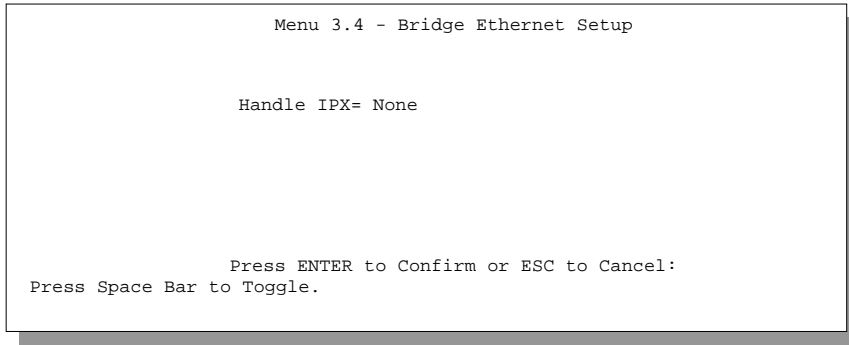 Menu 3.4 - Bridge Ethernet Setup
Handle IPX= None
Press ENTER to Confirm or ESC to Cancel:
Press Space Bar to Toggle.